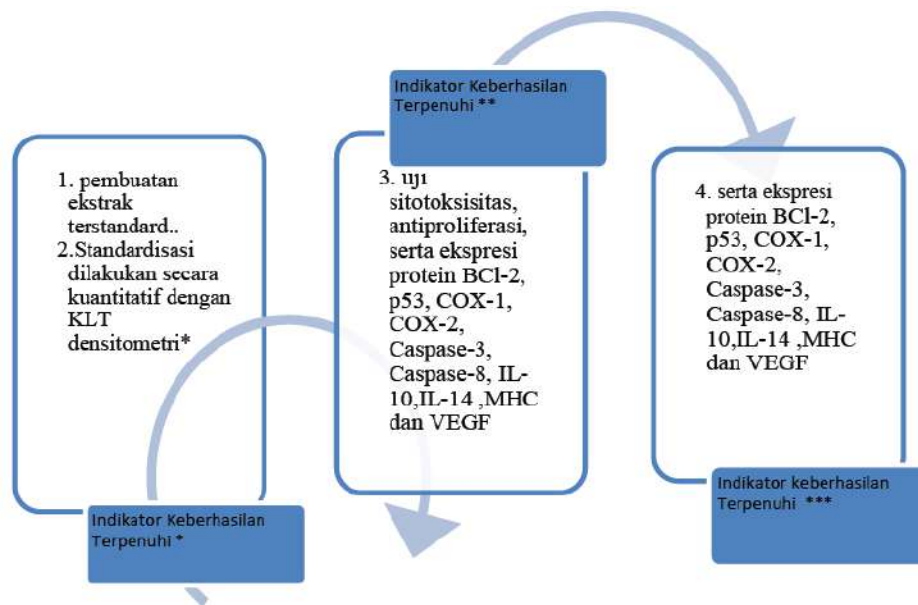 1. pembuatan
ekstrak
terstandard..
2.Standardisasi
dilakukan secara
kuantitatif dengan
KLT
densitometri*
Indikator Keberhasilan
Terpenuhi *
Indikator Keberhasilan
Terpenuhi **
3. uji
sitotoksisitas,
antiproliferasi,
serta ekspresi
protein BCl-2,
p53, COX-1,
COX-2,
Caspase-3,
Caspase-8, IL-
10,IL-14 ,MHC
dan VEGF
4. serta ekspresi
protein BCl-2,
p53, COX-1,
COX-2,
Caspase-3,
Caspase-8, IL-
10,IL-14 ,MHC
dan VEGF
Indikator keberhasilan
Terpenuhi ***